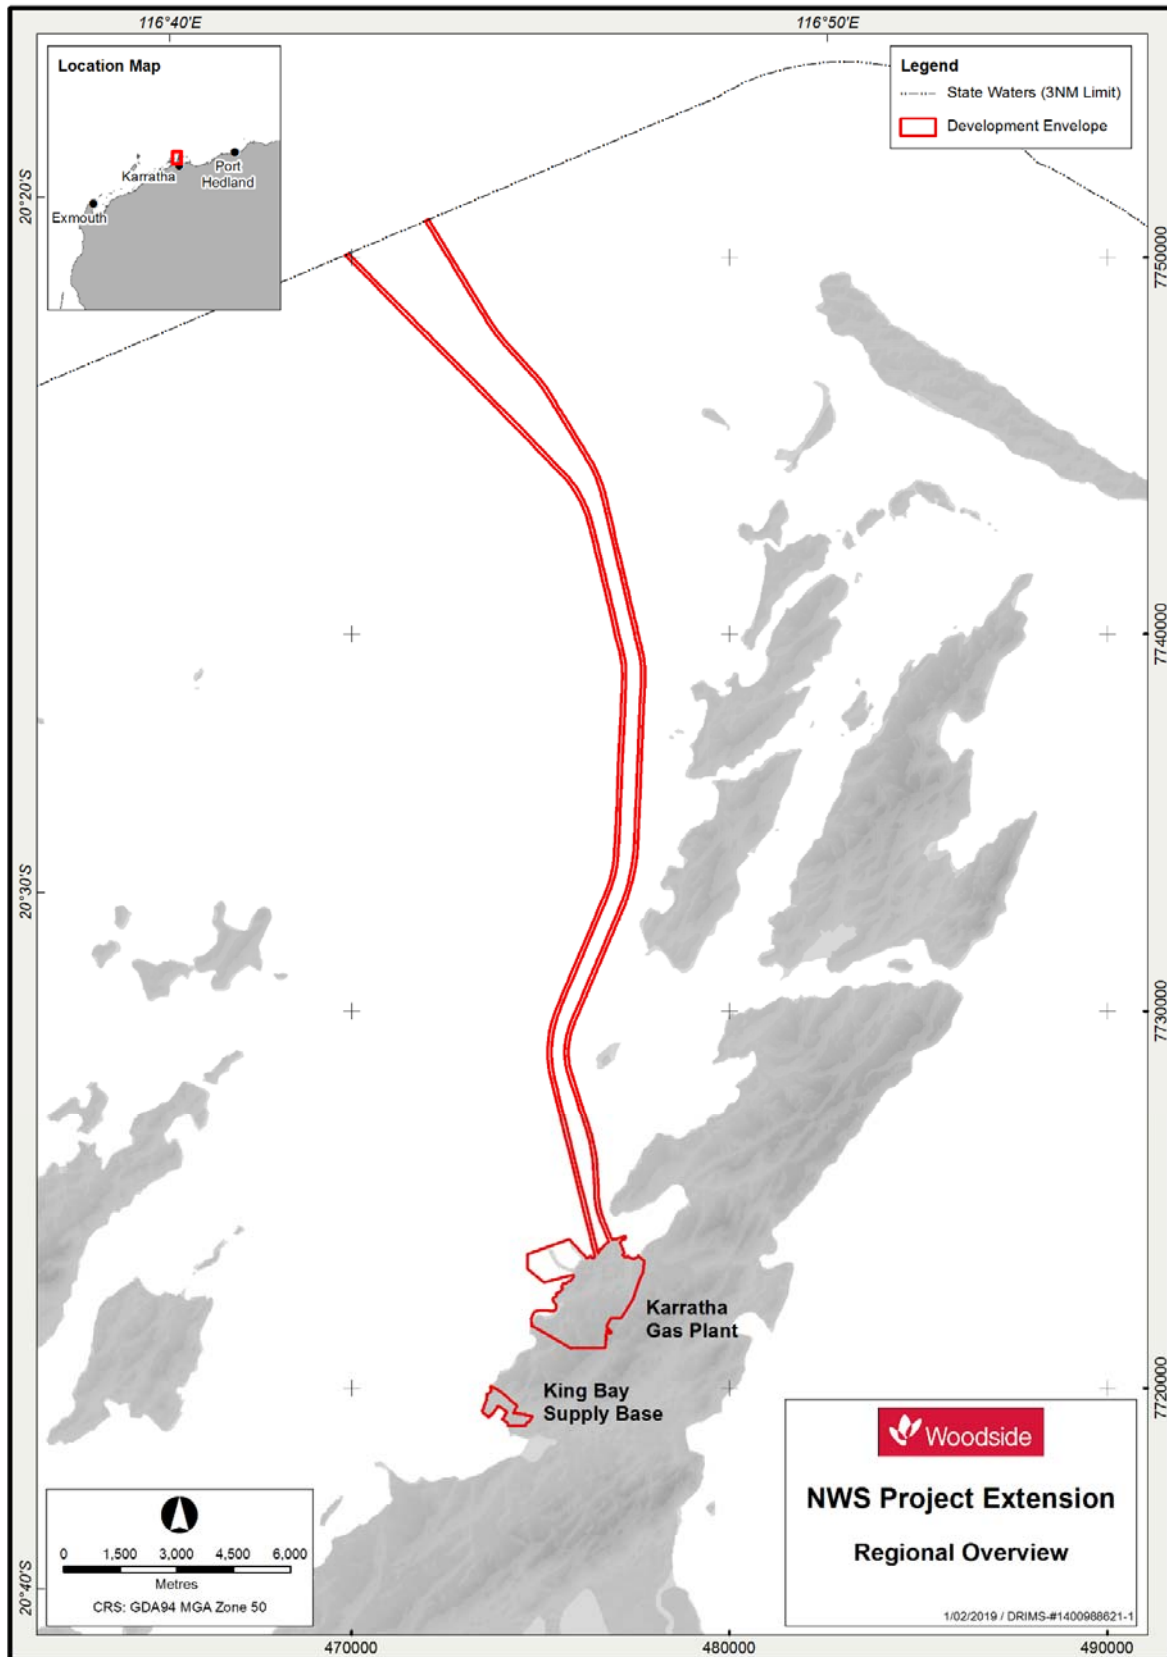 116°40'E
116°50'E
Location Map
Karratha
Port
Hedland
Exmouth
Legend
State Waters (3NM Limit)
Development Envelope
20°20'S
20°30'S
20°40'S
7750000
7740000
7730000
7720000
Karratha
Gas Plant
King Bay
Supply Base
0 1,500 3,000 4,500 6,000
Metres
CRS: GDA94 MGA Zone 50
Woodside
NWS Project Extension
Regional Overview
1/02/2019 / DRIMS-#1400988621-1
470000
480000
490000